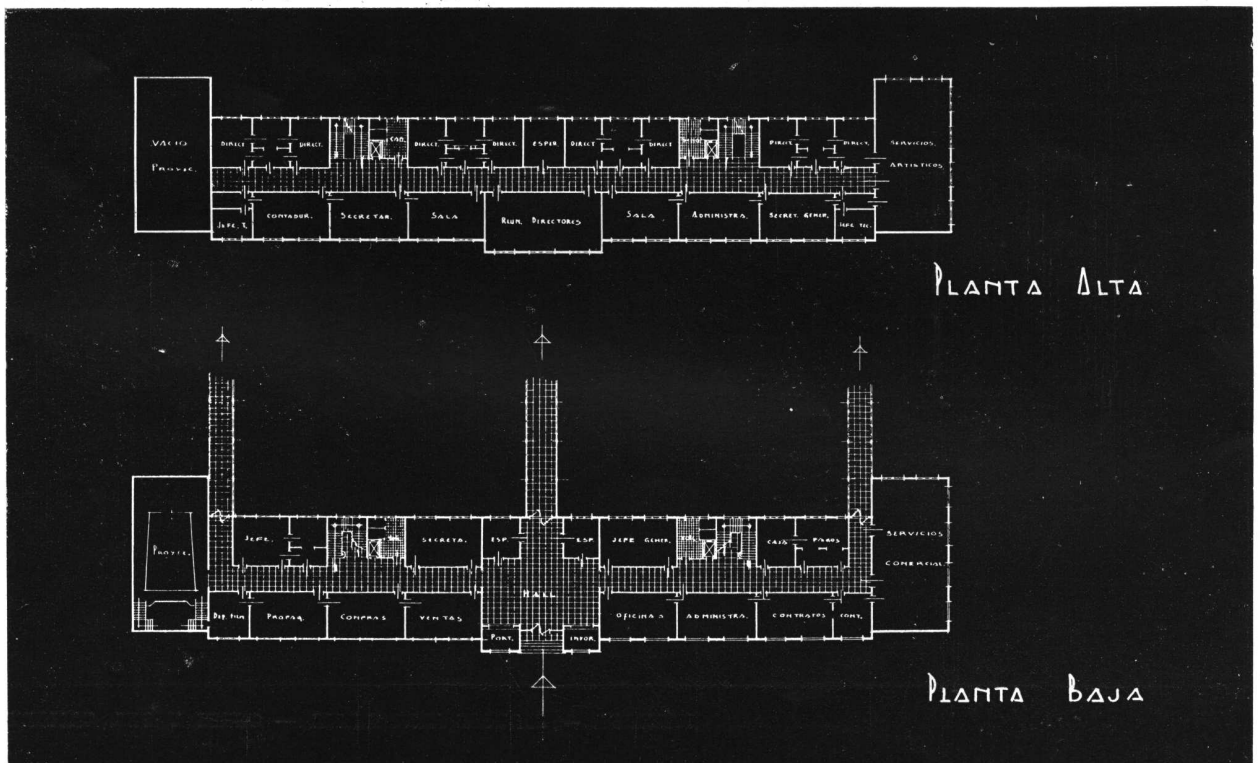 VACIO
PROYEC.
DIRECT
DIRECT.
DIRECT.
DIRECT.
ESPER.
DIRECT
DIRECT
DIRECT.
DIRECT.
SERVICIOS.
ARTISTICOS
JEFE. T.
CONTADUR.
SECRETAR.
SALA
REUN. DIRECTORES
SALA.
ADMINISTRA.
SECRET. GENER.
JEFE TEC.
PLANTA ALTA
PROYEC.
JEFE.
SECRETA.
ESP.
ESP.
JEFE GENER.
CAJA
PAGOS
SERVICIOS
COMERCIAL.
DEP. FILM
PROPAG.
COMPRAS
VENTAS
HALL
OFICINAS
ADMINISTRA.
CONTRATOS
CONT.
PORT.
INFOR.
PLANTA BAJA